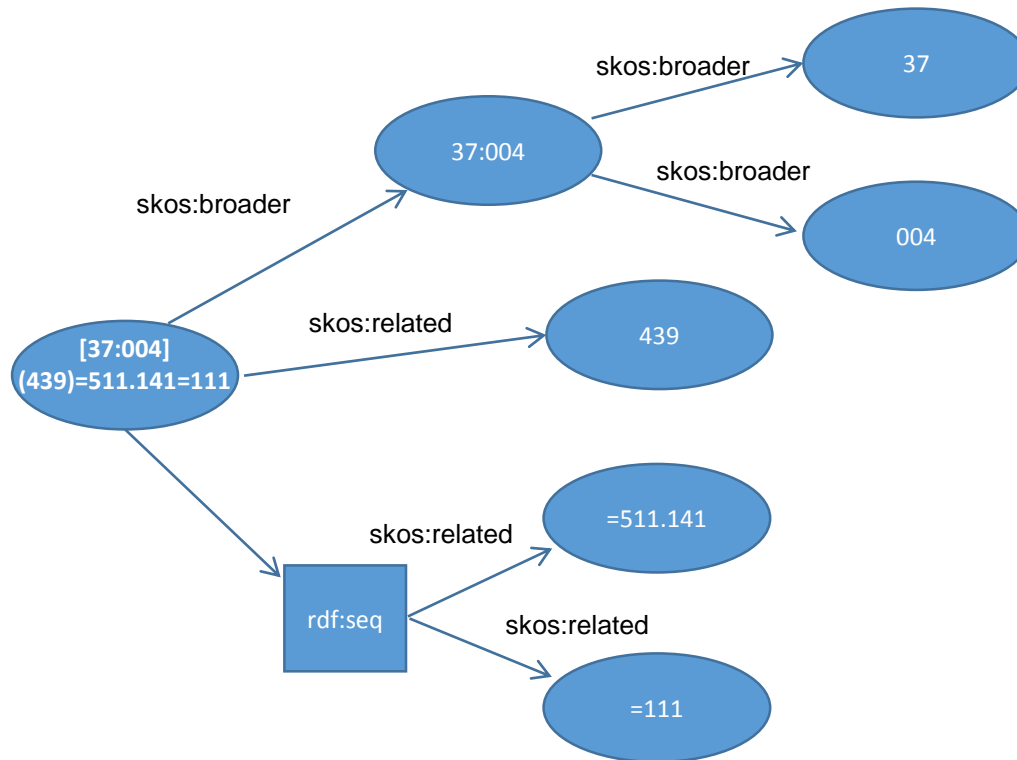 37
skos:broader
37:004
skos:broader
skos:broader
004
skos:related
439
[37:004]
(439)=511.141=111
=511.141
skos:related
rdf:seq
skos:related
=111